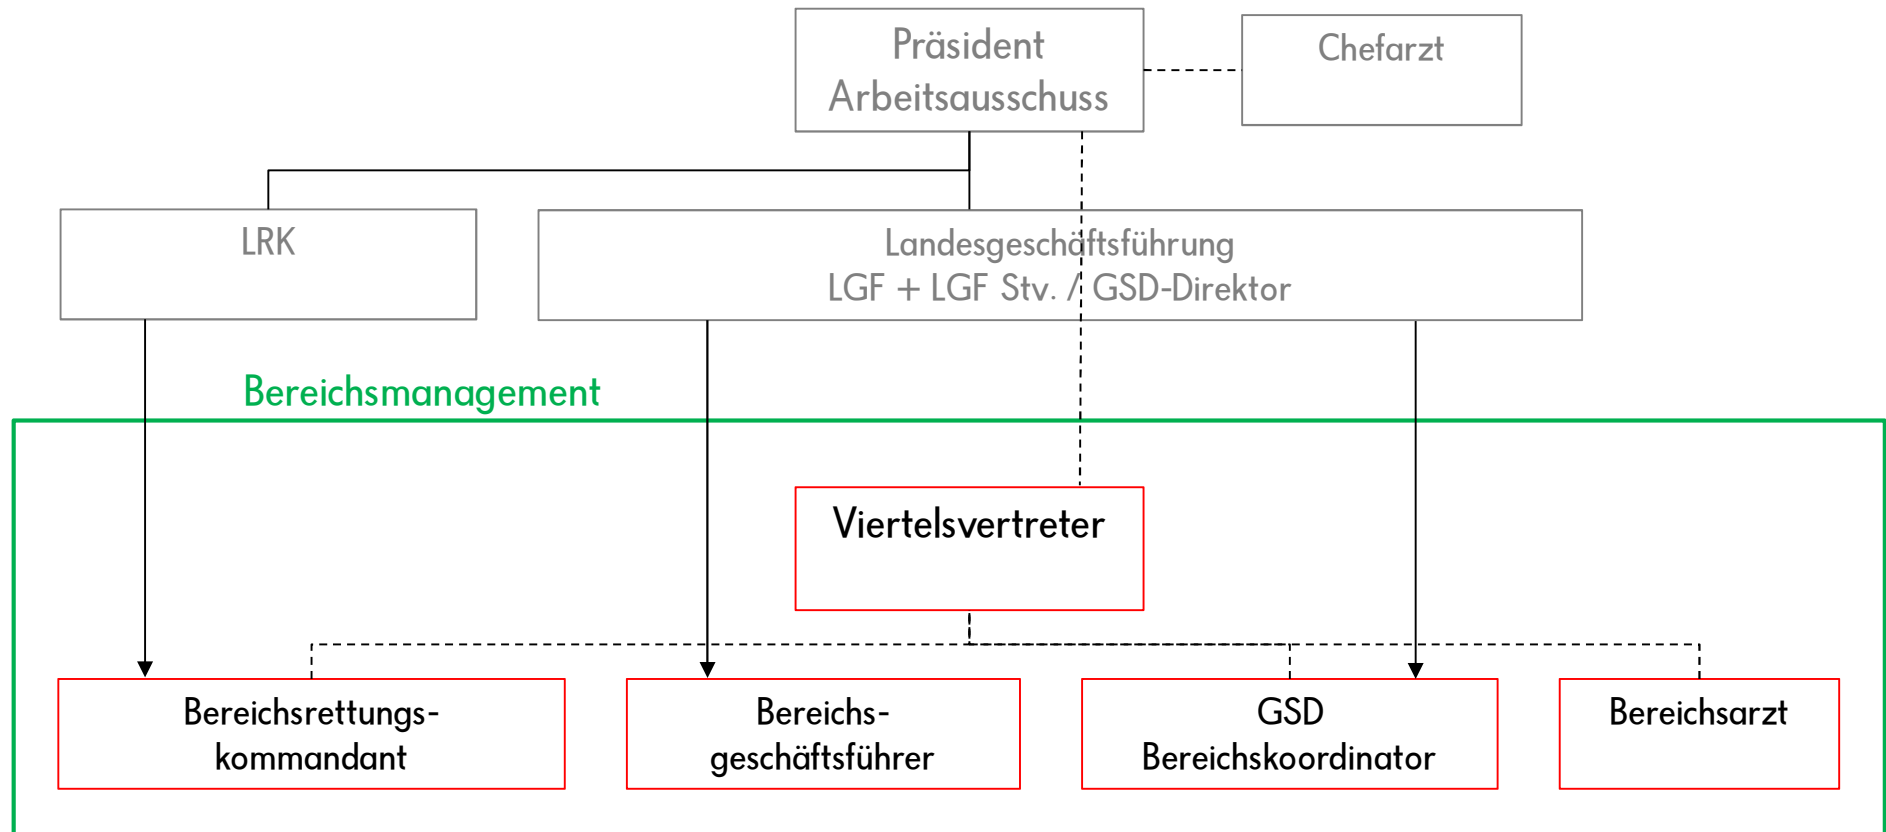 Präsident
Arbeitsausschuss
Chefarzt
LRK
Landesgeschäftsführung
LGF + LGF Stv. / GSD-Direktor
Bereichsmanagement
Viertelsvertreter
Bereichsrettungs-
kommandant
Bereichs-
geschäftsführer
GSD
Bereichskoordinator
Bereichsarzt